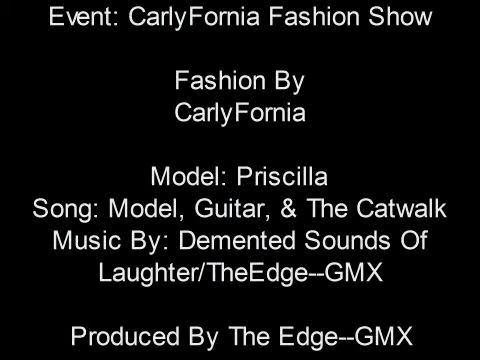 Event: CarlyFornia Fashion Show
Fashion By
CarlyFornia
Model: Priscilla
Song: Model, Guitar, & The Catwalk
Music By: Demented Sounds Of
Laughter/TheEdge--GMX
Produced By The Edge--GMX